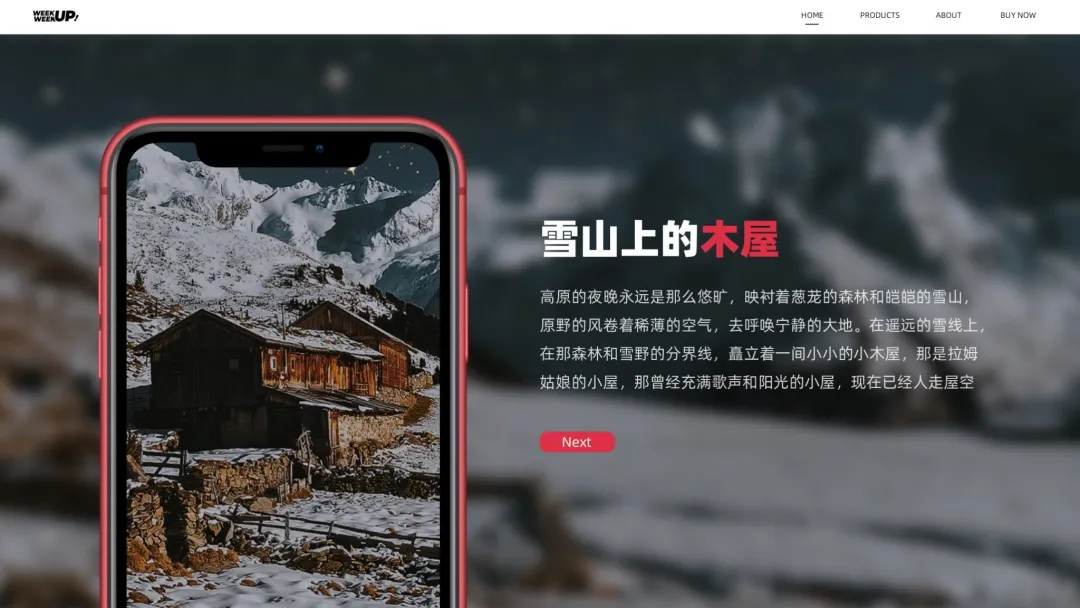 WEEK
WEEKUP!
HOME
PRODUCTS
ABOUT
BUY NOW
雪山上的木屋
高原的夜晚永远是那么悠旷，映衬着葱茏的森林和皑皑的雪山，
原野的风卷着稀薄的空气，去呼唤宁静的大地。在遥远的雪线上，
在那森林和雪野的分界线，矗立着一间小小的小木屋，那是拉姆
姑娘的小屋，那曾经充满歌声和阳光的小屋，现在已经人走屋空
Next